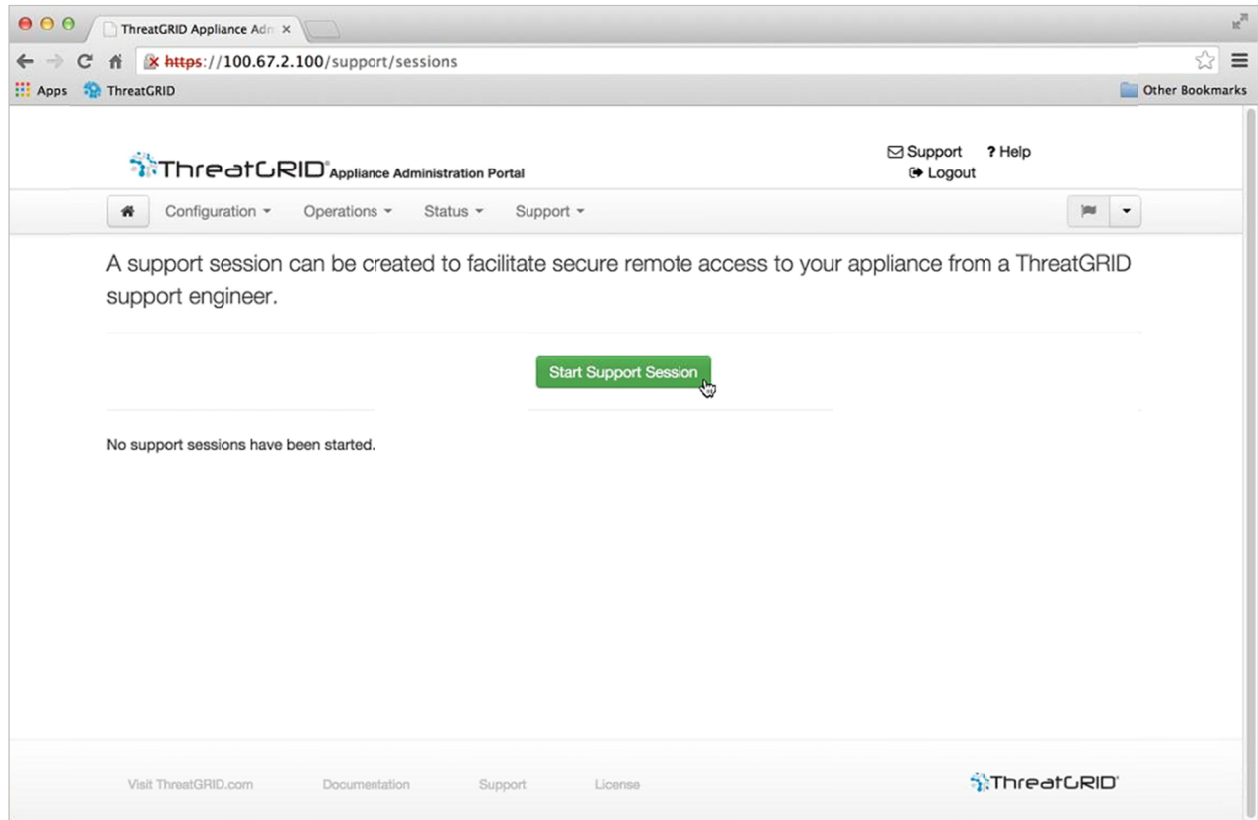 ThreatGRID Appliance Adm
https://100.67.2.100/support/sessions
Apps ThreatGRID Other Bookmarks
Support ? Help
ThreatGRID® Appliance Administration Portal
Logout
Configuration Operations Status Support
A support session can be created to facilitate secure remote access to your appliance from a ThreatGRID
support engineer.
Start Support Session
No support sessions have been started.
Visit ThreatGRID.com Documentation Support License ThreatGRID®